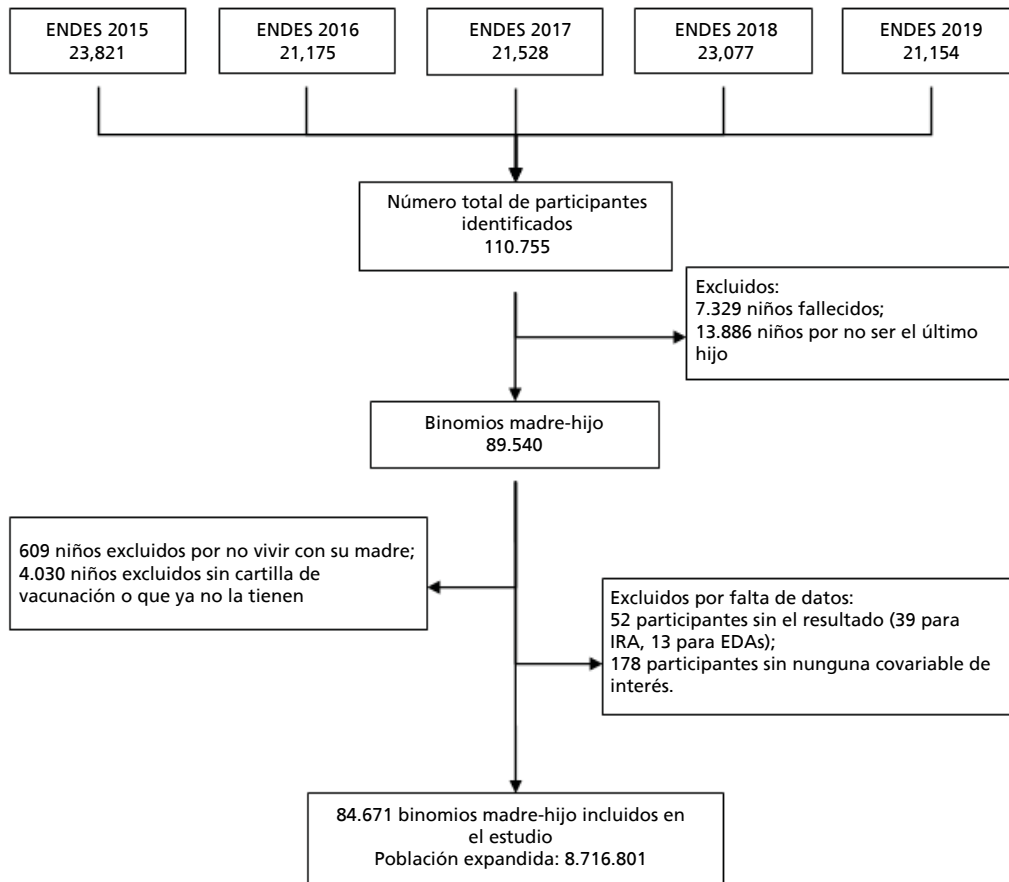 ENDES 2015
23,821
ENDES 2016
21,175
ENDES 2017
21,528
ENDES 2018
23,077
ENDES 2019
21,154
Número total de participantes
identificados
110.755
Excluidos:
7.329 niños fallecidos;
13.886 niños por no ser el último
hijo
Binomios madre-hijo
89.540
609 niños excluidos por no vivir con su madre;
4.030 niños excluidos sin cartilla de
vacunación o que ya no la tienen
Excluidos por falta de datos:
52 participantes sin el resultado (39 para
IRA, 13 para EDAs);
178 participantes sin nunguna covariable de
interés.
84.671 binomios madre-hijo incluidos en
el estudio
Población expandida: 8.716.801